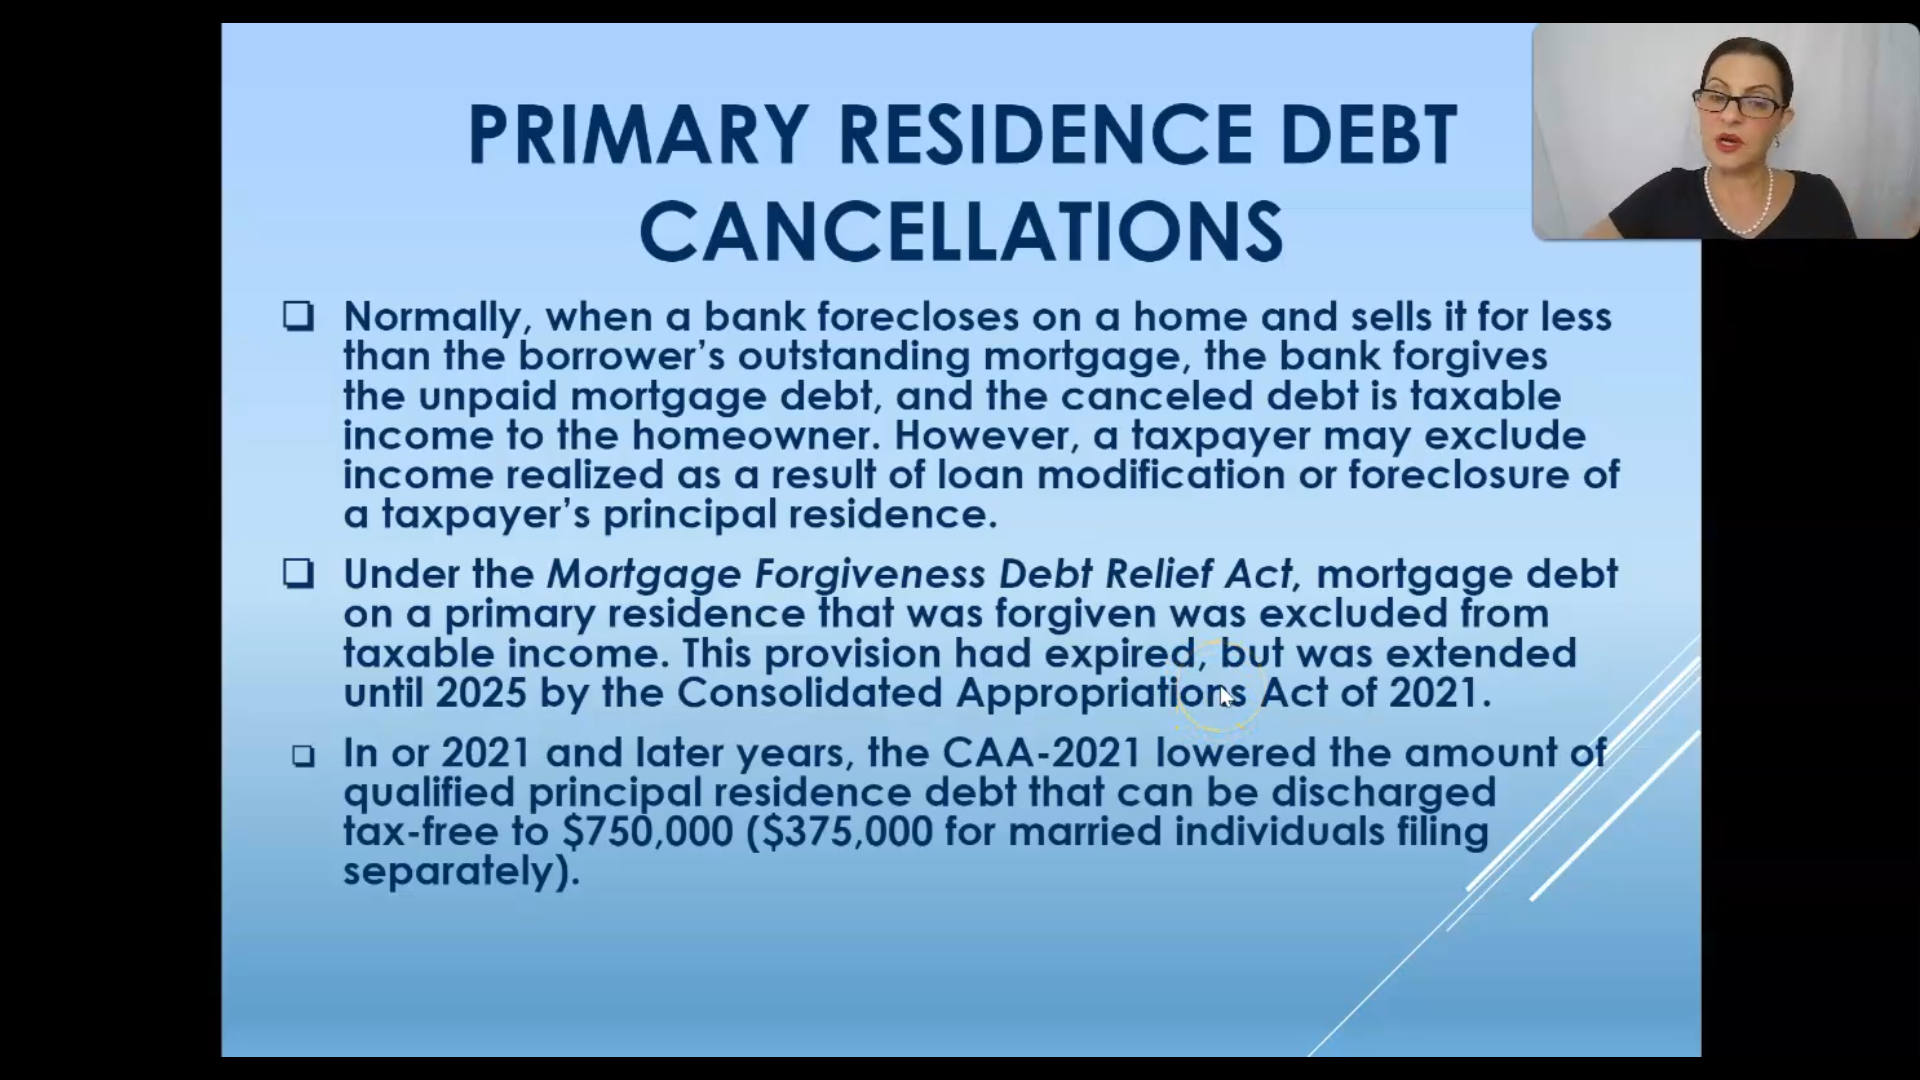 PRIMARY RESIDENCE DEBT
CANCELLATIONS
Normally, when a bank forecloses on a home and sells it for less
than the borrower’s outstanding mortgage, the bank forgives
the unpaid mortgage debt, and the canceled debt is taxable
income to the homeowner. However, a taxpayer may exclude
income realized as a result of loan modification or foreclosure of
a taxpayer’s principal residence.
Under the Mortgage Forgiveness Debt Relief Act, mortgage debt
on a primary residence that was forgiven was excluded from
taxable income. This provision had expired, but was extended
until 2025 by the Consolidated Appropriations Act of 2021.
In or 2021 and later years, the CAA-2021 lowered the amount of
qualified principal residence debt that can be discharged
tax-free to $750,000 ($375,000 for married individuals filing
separately).